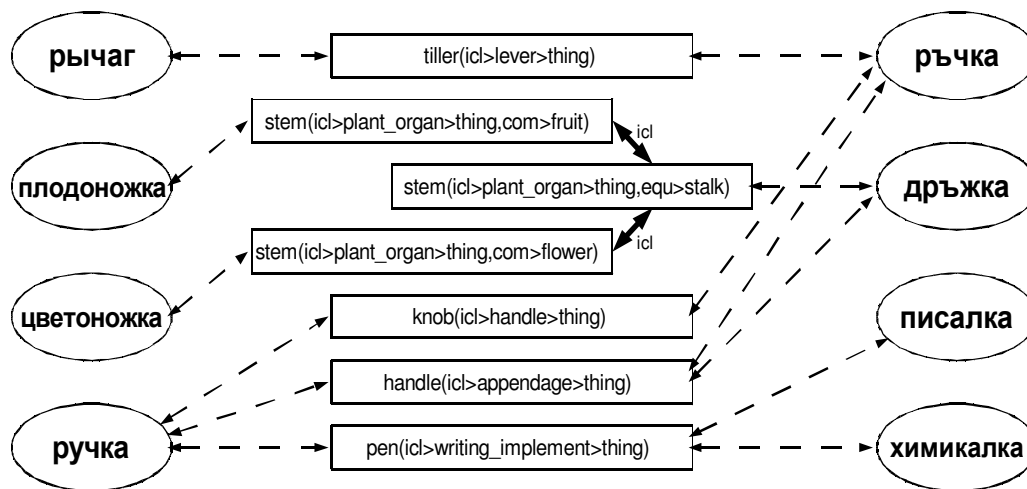 рычаг
tiller(icl>lever>thing)
ръчка
stem(icl>plant_organ>thing,com>fruit)
icl
плодоножка
stem(icl>plant_organ>thing,equ>stalk)
дръжка
icl
stem(icl>plant_organ>thing,com>flower)
цветоножка
knob(icl>handle>thing)
писалка
handle(icl>appendage>thing)
ручка
pen(icl>writing_implement>thing)
химикалка